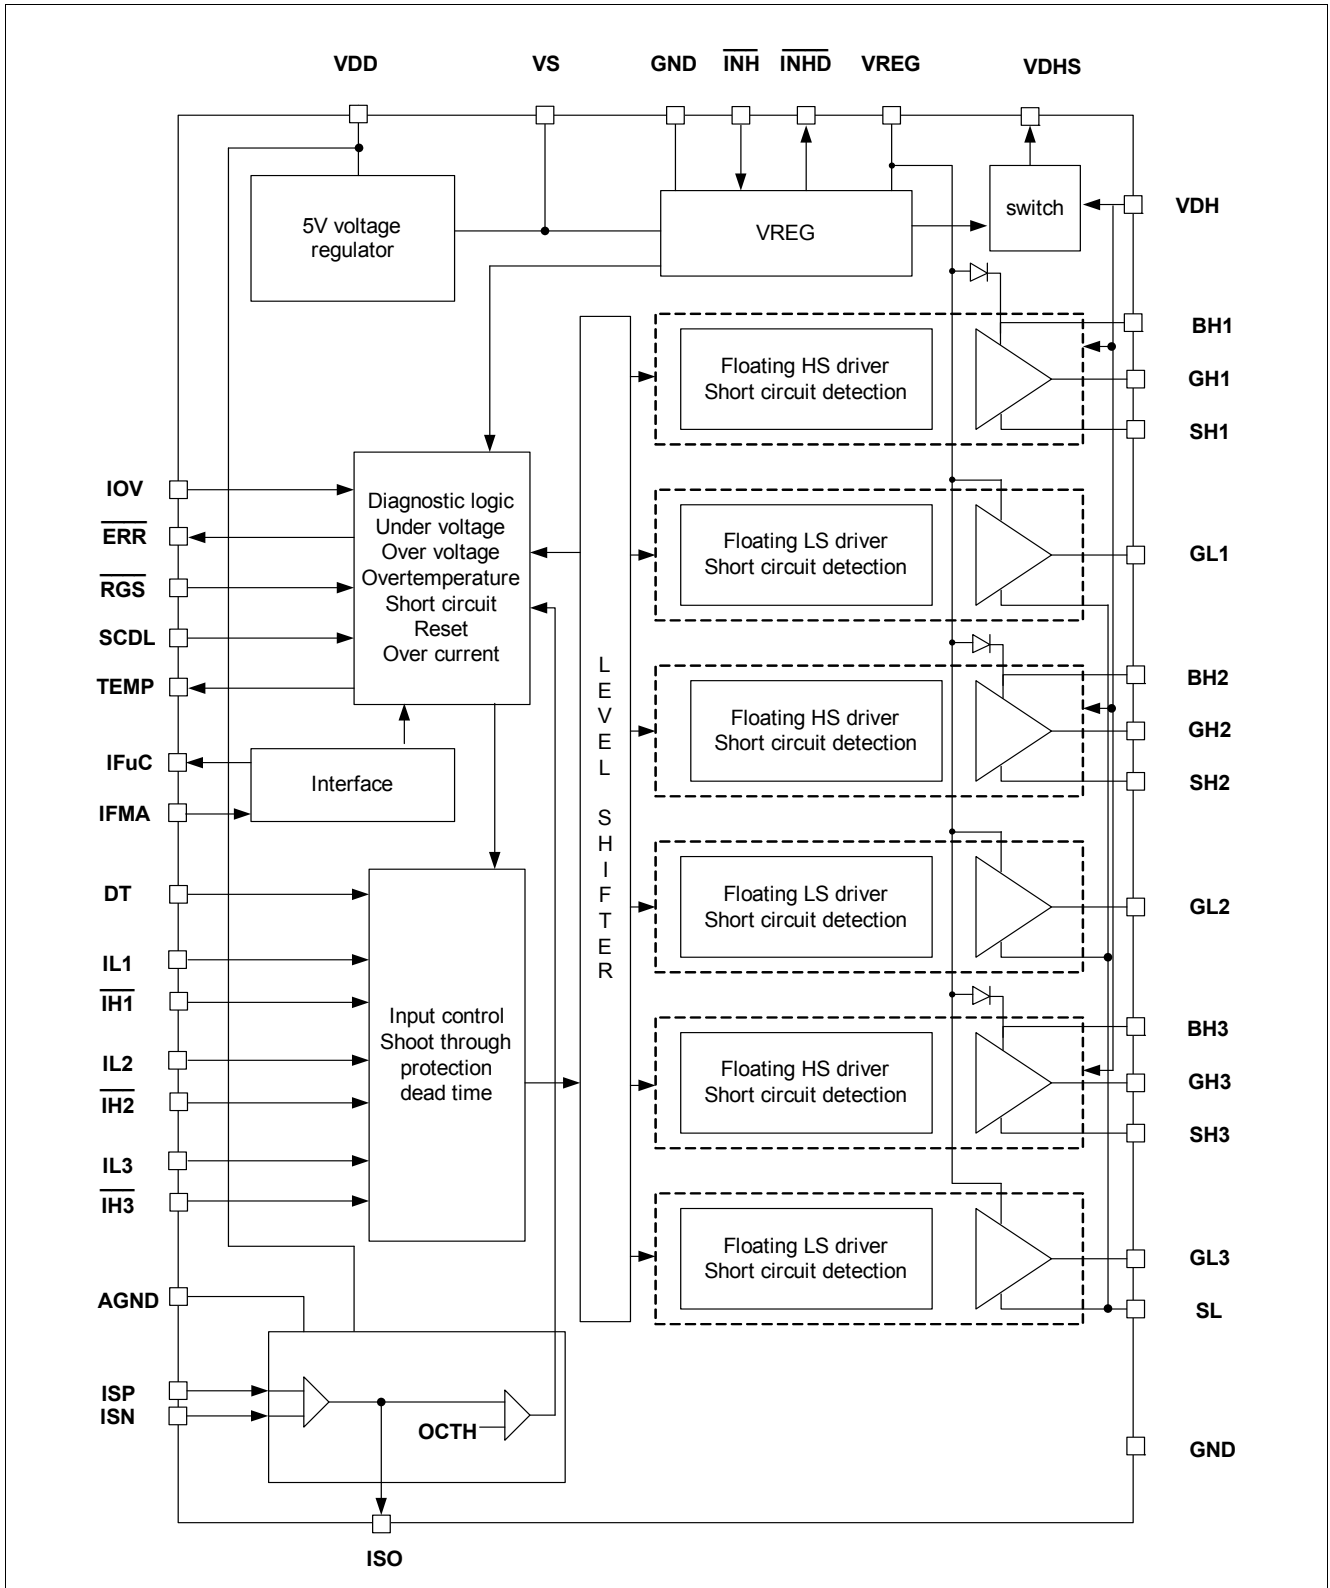 VDD
VS
GND
INH
INHD
VREG
VDHS
5V voltage
regulator
VREG
switch
VDH
BH1
Floating HS driver
Short circuit detection
GH1
SH1
IOV
ERR
RGS
SCDL
TEMP
Diagnostic logic
Under voltage
Over voltage
Overtemperature
Short circuit
Reset
Over current
Floating LS driver
Short circuit detection
GL1
L
E
V
E
L
S
H
I
F
T
E
R
BH2
Floating HS driver
Short circuit detection
GH2
SH2
IFuC
IFMA
Interface
DT
IL1
IH1
IL2
IH2
IL3
IH3
Input control
Shoot through
protection
dead time
Floating LS driver
Short circuit detection
GL2
BH3
Floating HS driver
Short circuit detection
GH3
SH3
Floating LS driver
Short circuit detection
GL3
SL
AGND
ISP
ISN
OCTH
GND
ISO